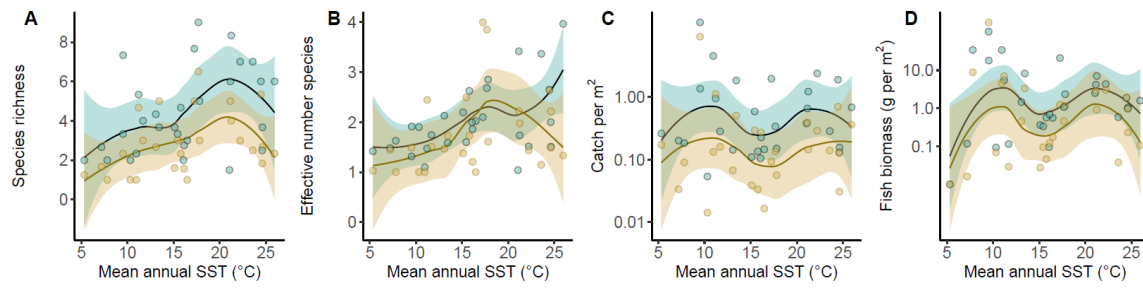 A
Species richness
8
6
4
2
0
5 10 15 20 25
Mean annual SST (°C)
B
Effective number species
4
3
2
1
0
5 10 15 20 25
Mean annual SST (°C)
C
Catch per m²
1.00
0.10
0.01
5 10 15 20 25
Mean annual SST (°C)
D
Fish biomass (g per m²)
10.0
1.0
0.1
5 10 15 20 25
Mean annual SST (°C)